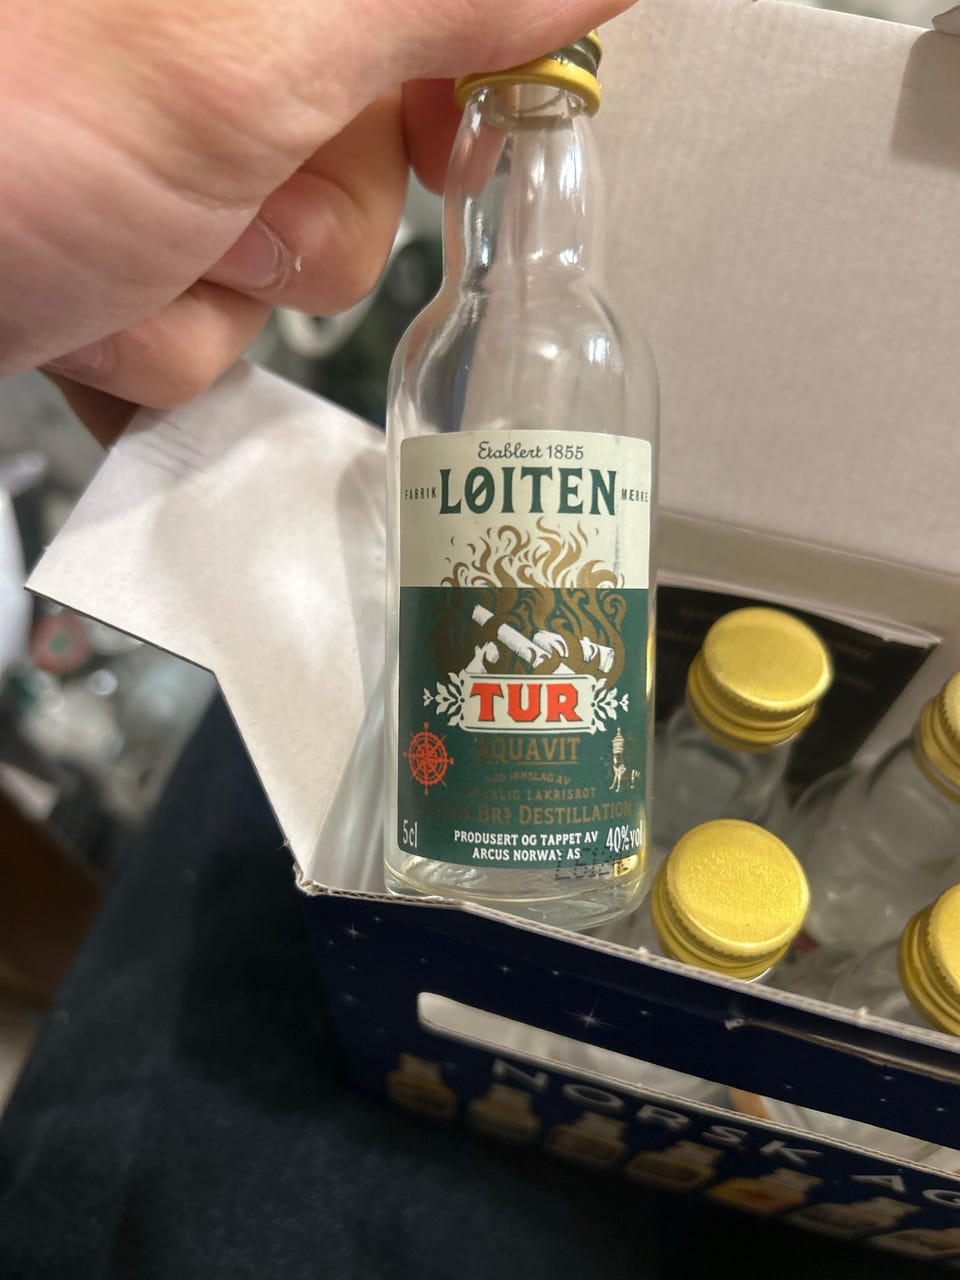 Etablert 1855
FABRIK LØITEN MÆRKE
TUR
AQUAVIT
MED INNSLAG AV
LAKRISROT
BRS DESTILLATION
5cl
PRODUSERT OG TAPPET AV
ARCUS NORWAY AS
40%vol
NORSK